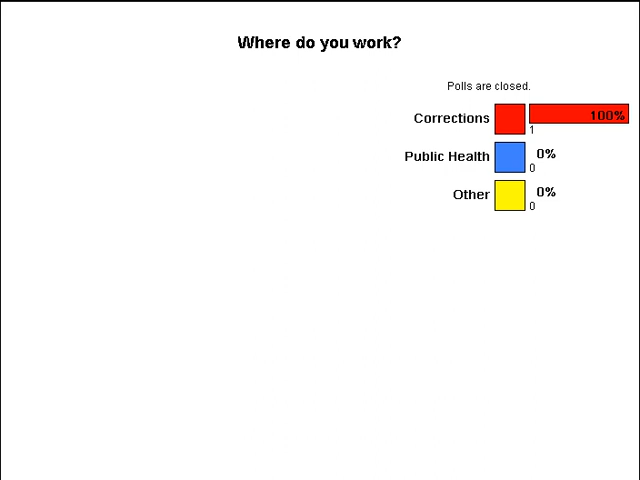 Where do you work?
Polls are closed.
Corrections 100%
1
Public Health 0%
0
Other 0%
0